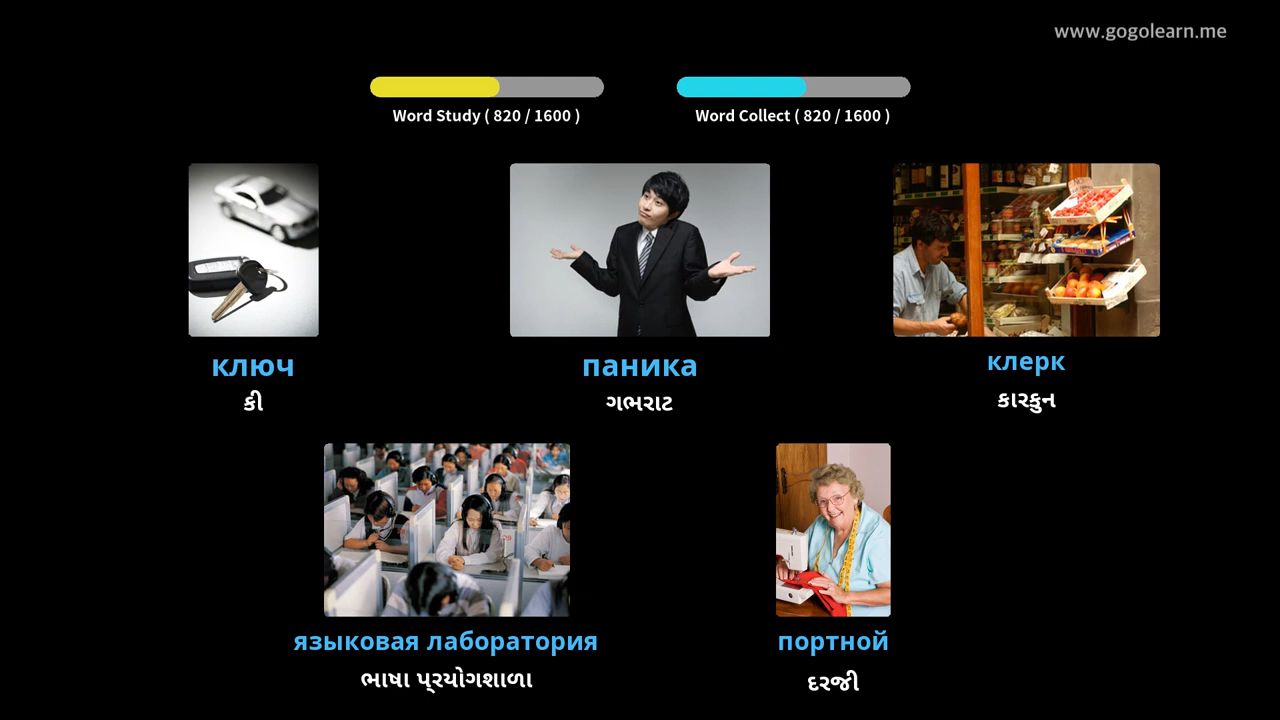 www.gogolearn.me
Word Study ( 820 / 1600 )
Word Collect ( 820 / 1600 )
ключ
કી
паника
ગભરાટ
клерк
કારકુન
языковая лаборатория
ભાષા પ્રયોગશાળા
портной
દરજી